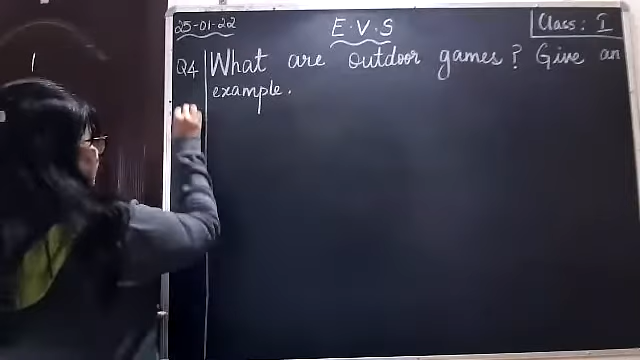 25-01-22
E.V.S
Class: I
Q4 What are outdoor games? Give an
example.